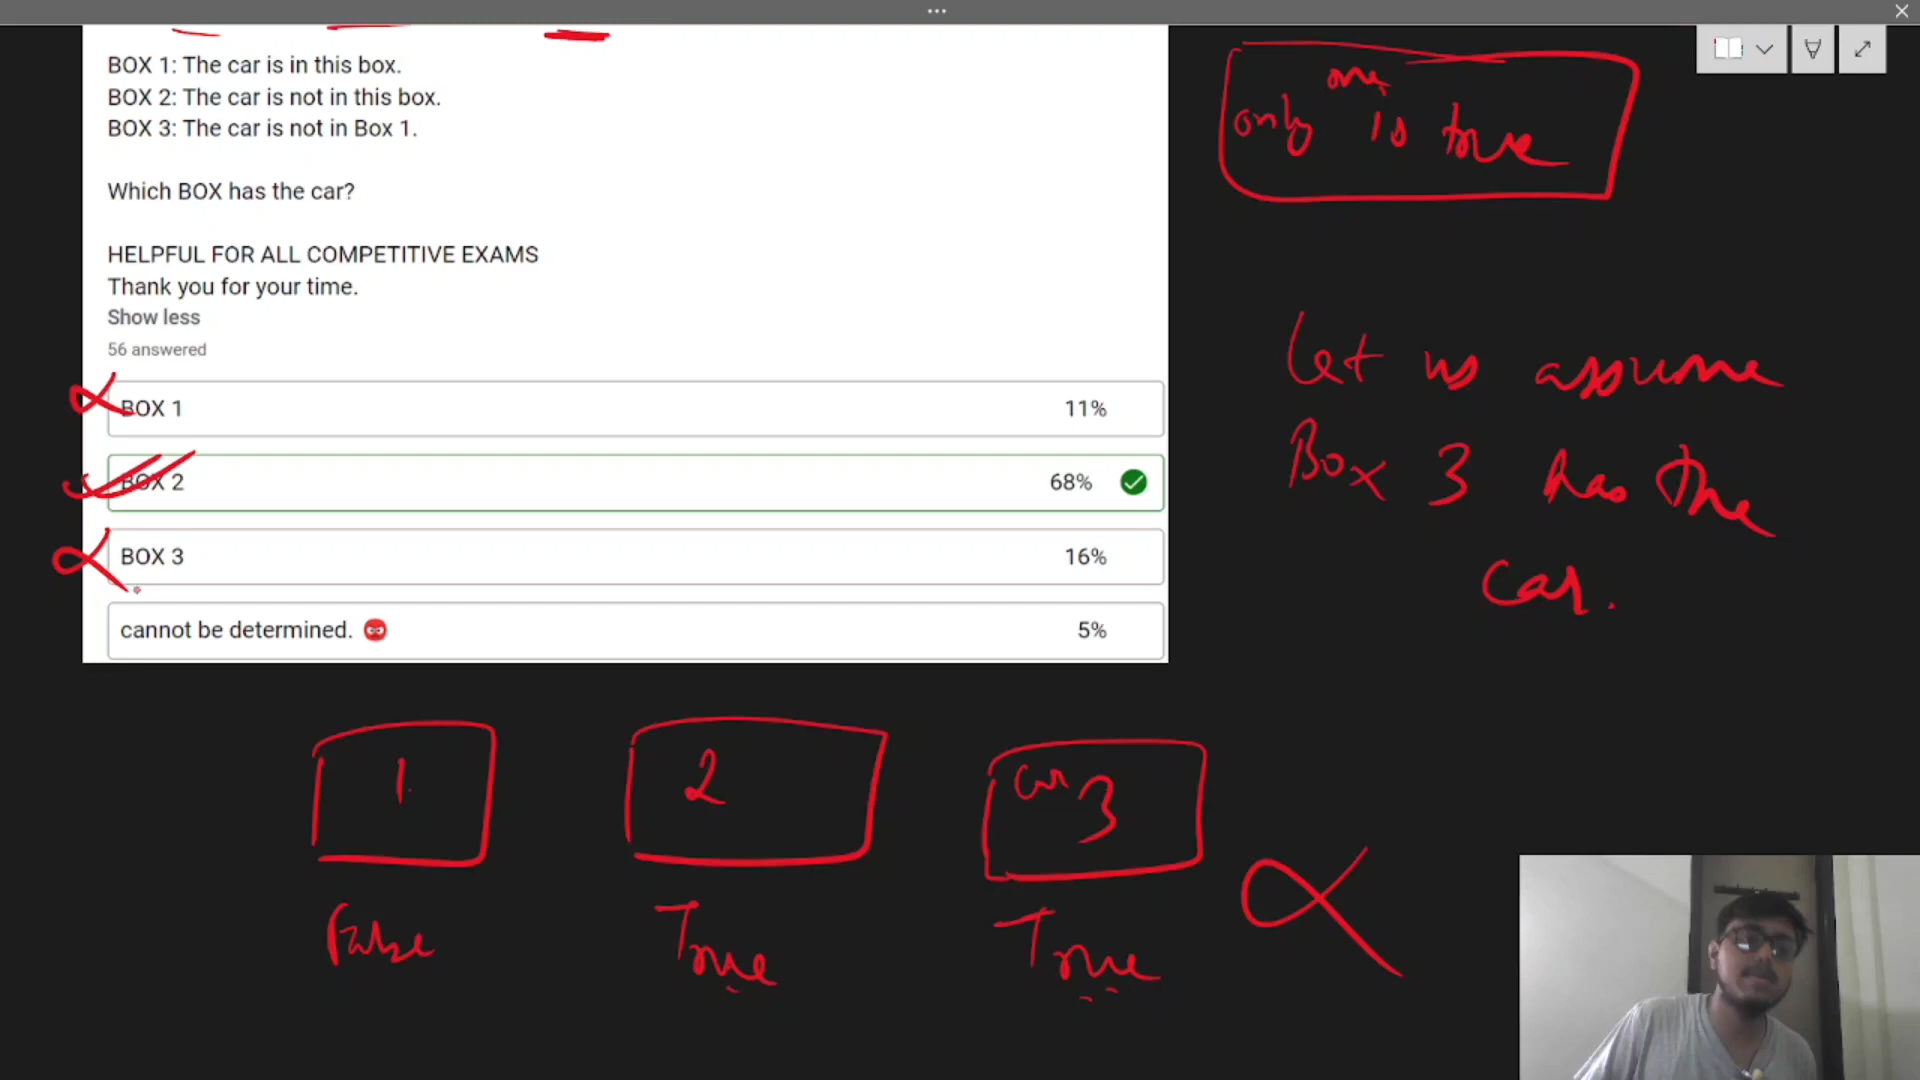 BOX 1: The car is in this box.
BOX 2: The car is not in this box.
BOX 3: The car is not in Box 1.
Which BOX has the car?
HELPFUL FOR ALL COMPETITIVE EXAMS
Thank you for your time.
Show less
56 answered
BOX 1 11%
BOX 2 68%
BOX 3 16%
cannot be determined. 5%
one
only is true
Let us assume
Box 3 has the
car.
1 2 car 3
False True True